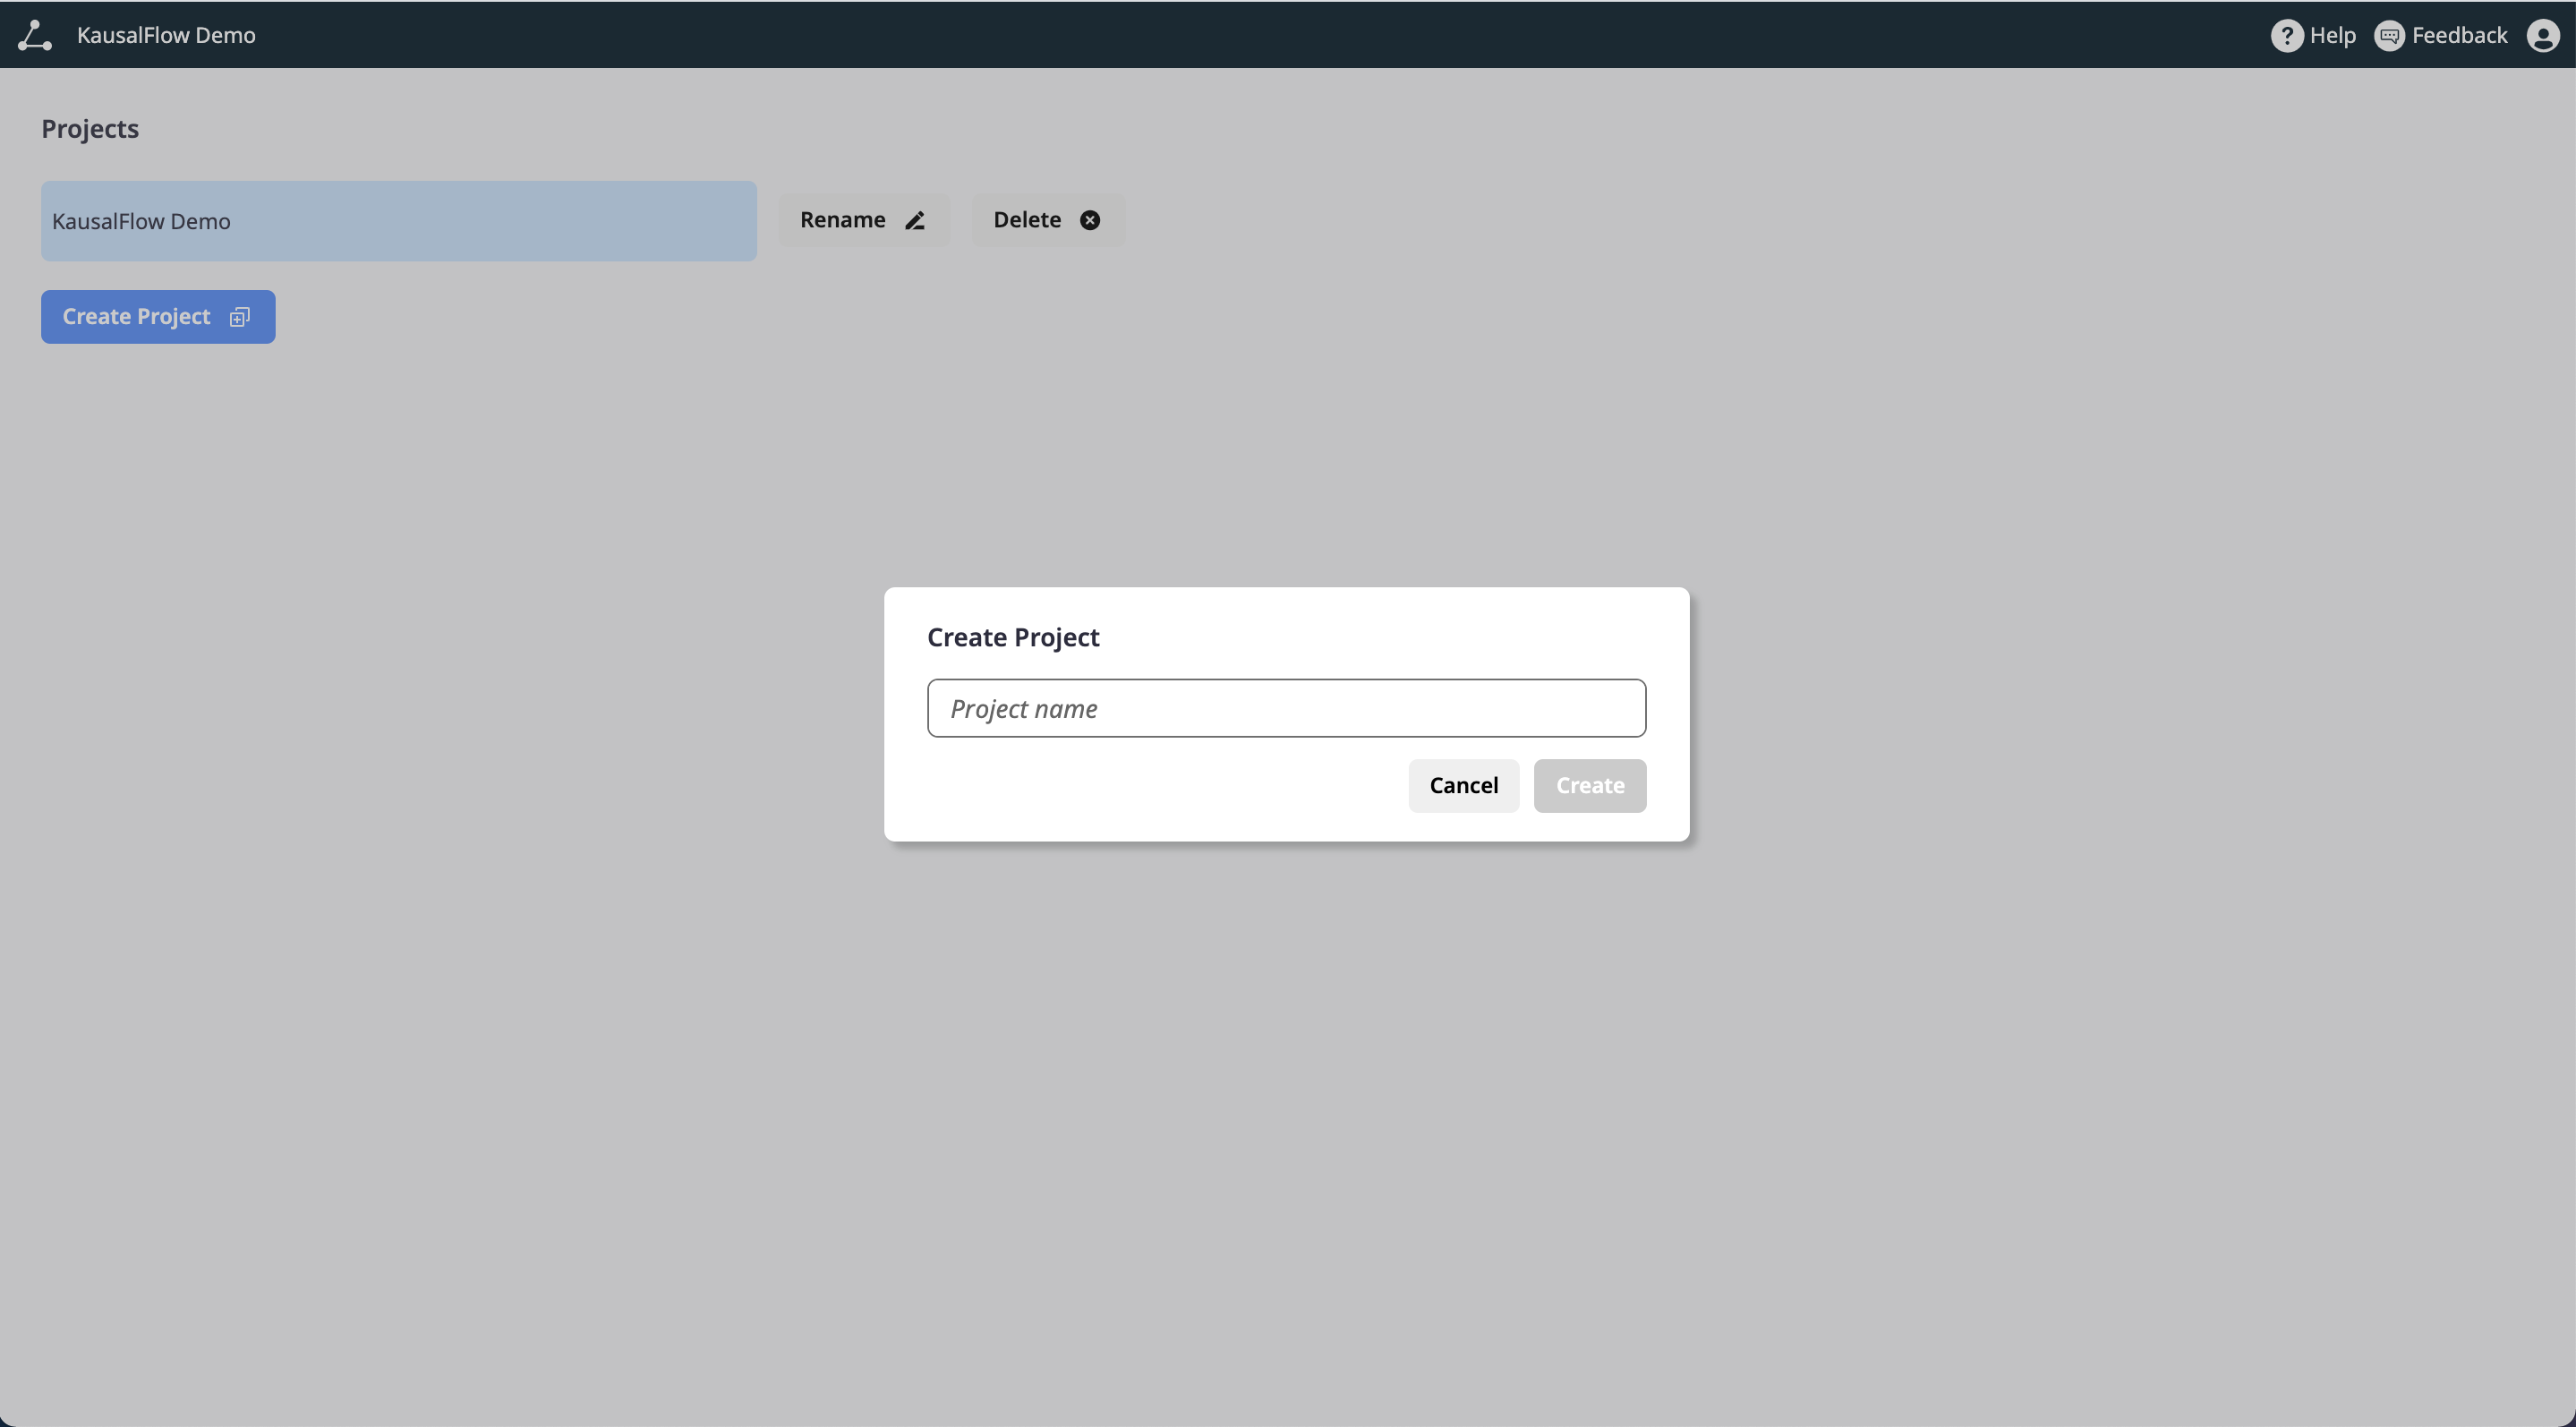 KausalFlow Demo
Help
Feedback
Projects
KausalFlow Demo
Rename
Delete
Create Project
Create Project
Project name
Cancel
Create